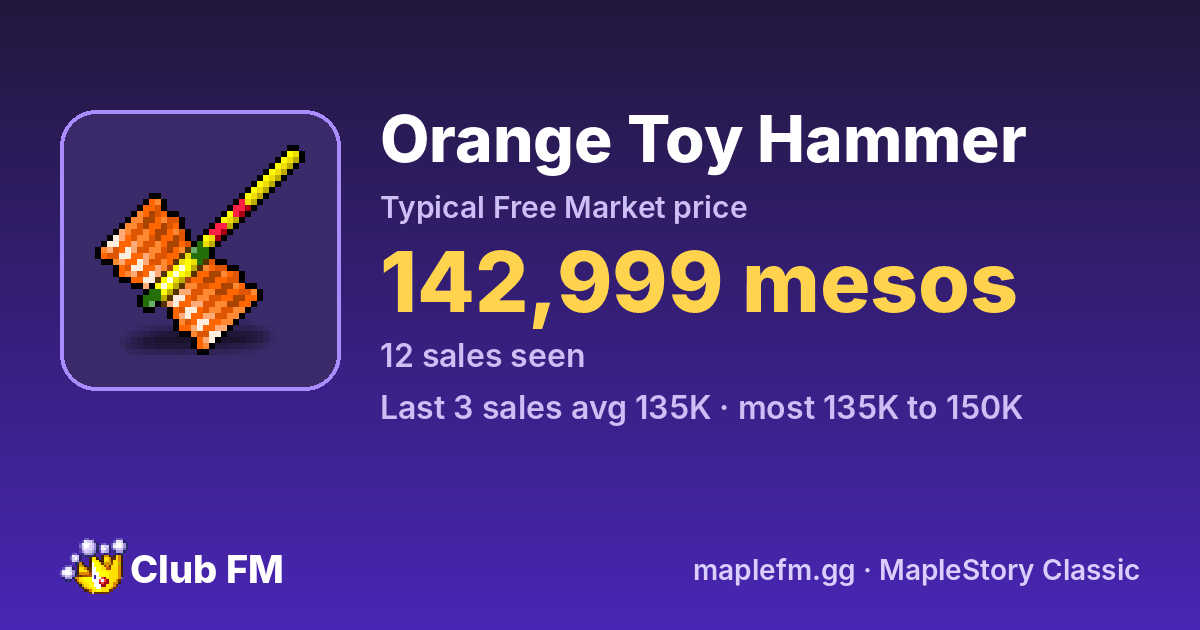 Orange Toy Hammer
Typical Free Market price
142,999 mesos
12 sales seen
Last 3 sales avg 135K · most 135K to 150K
Club FM
maplefm.gg · MapleStory Classic